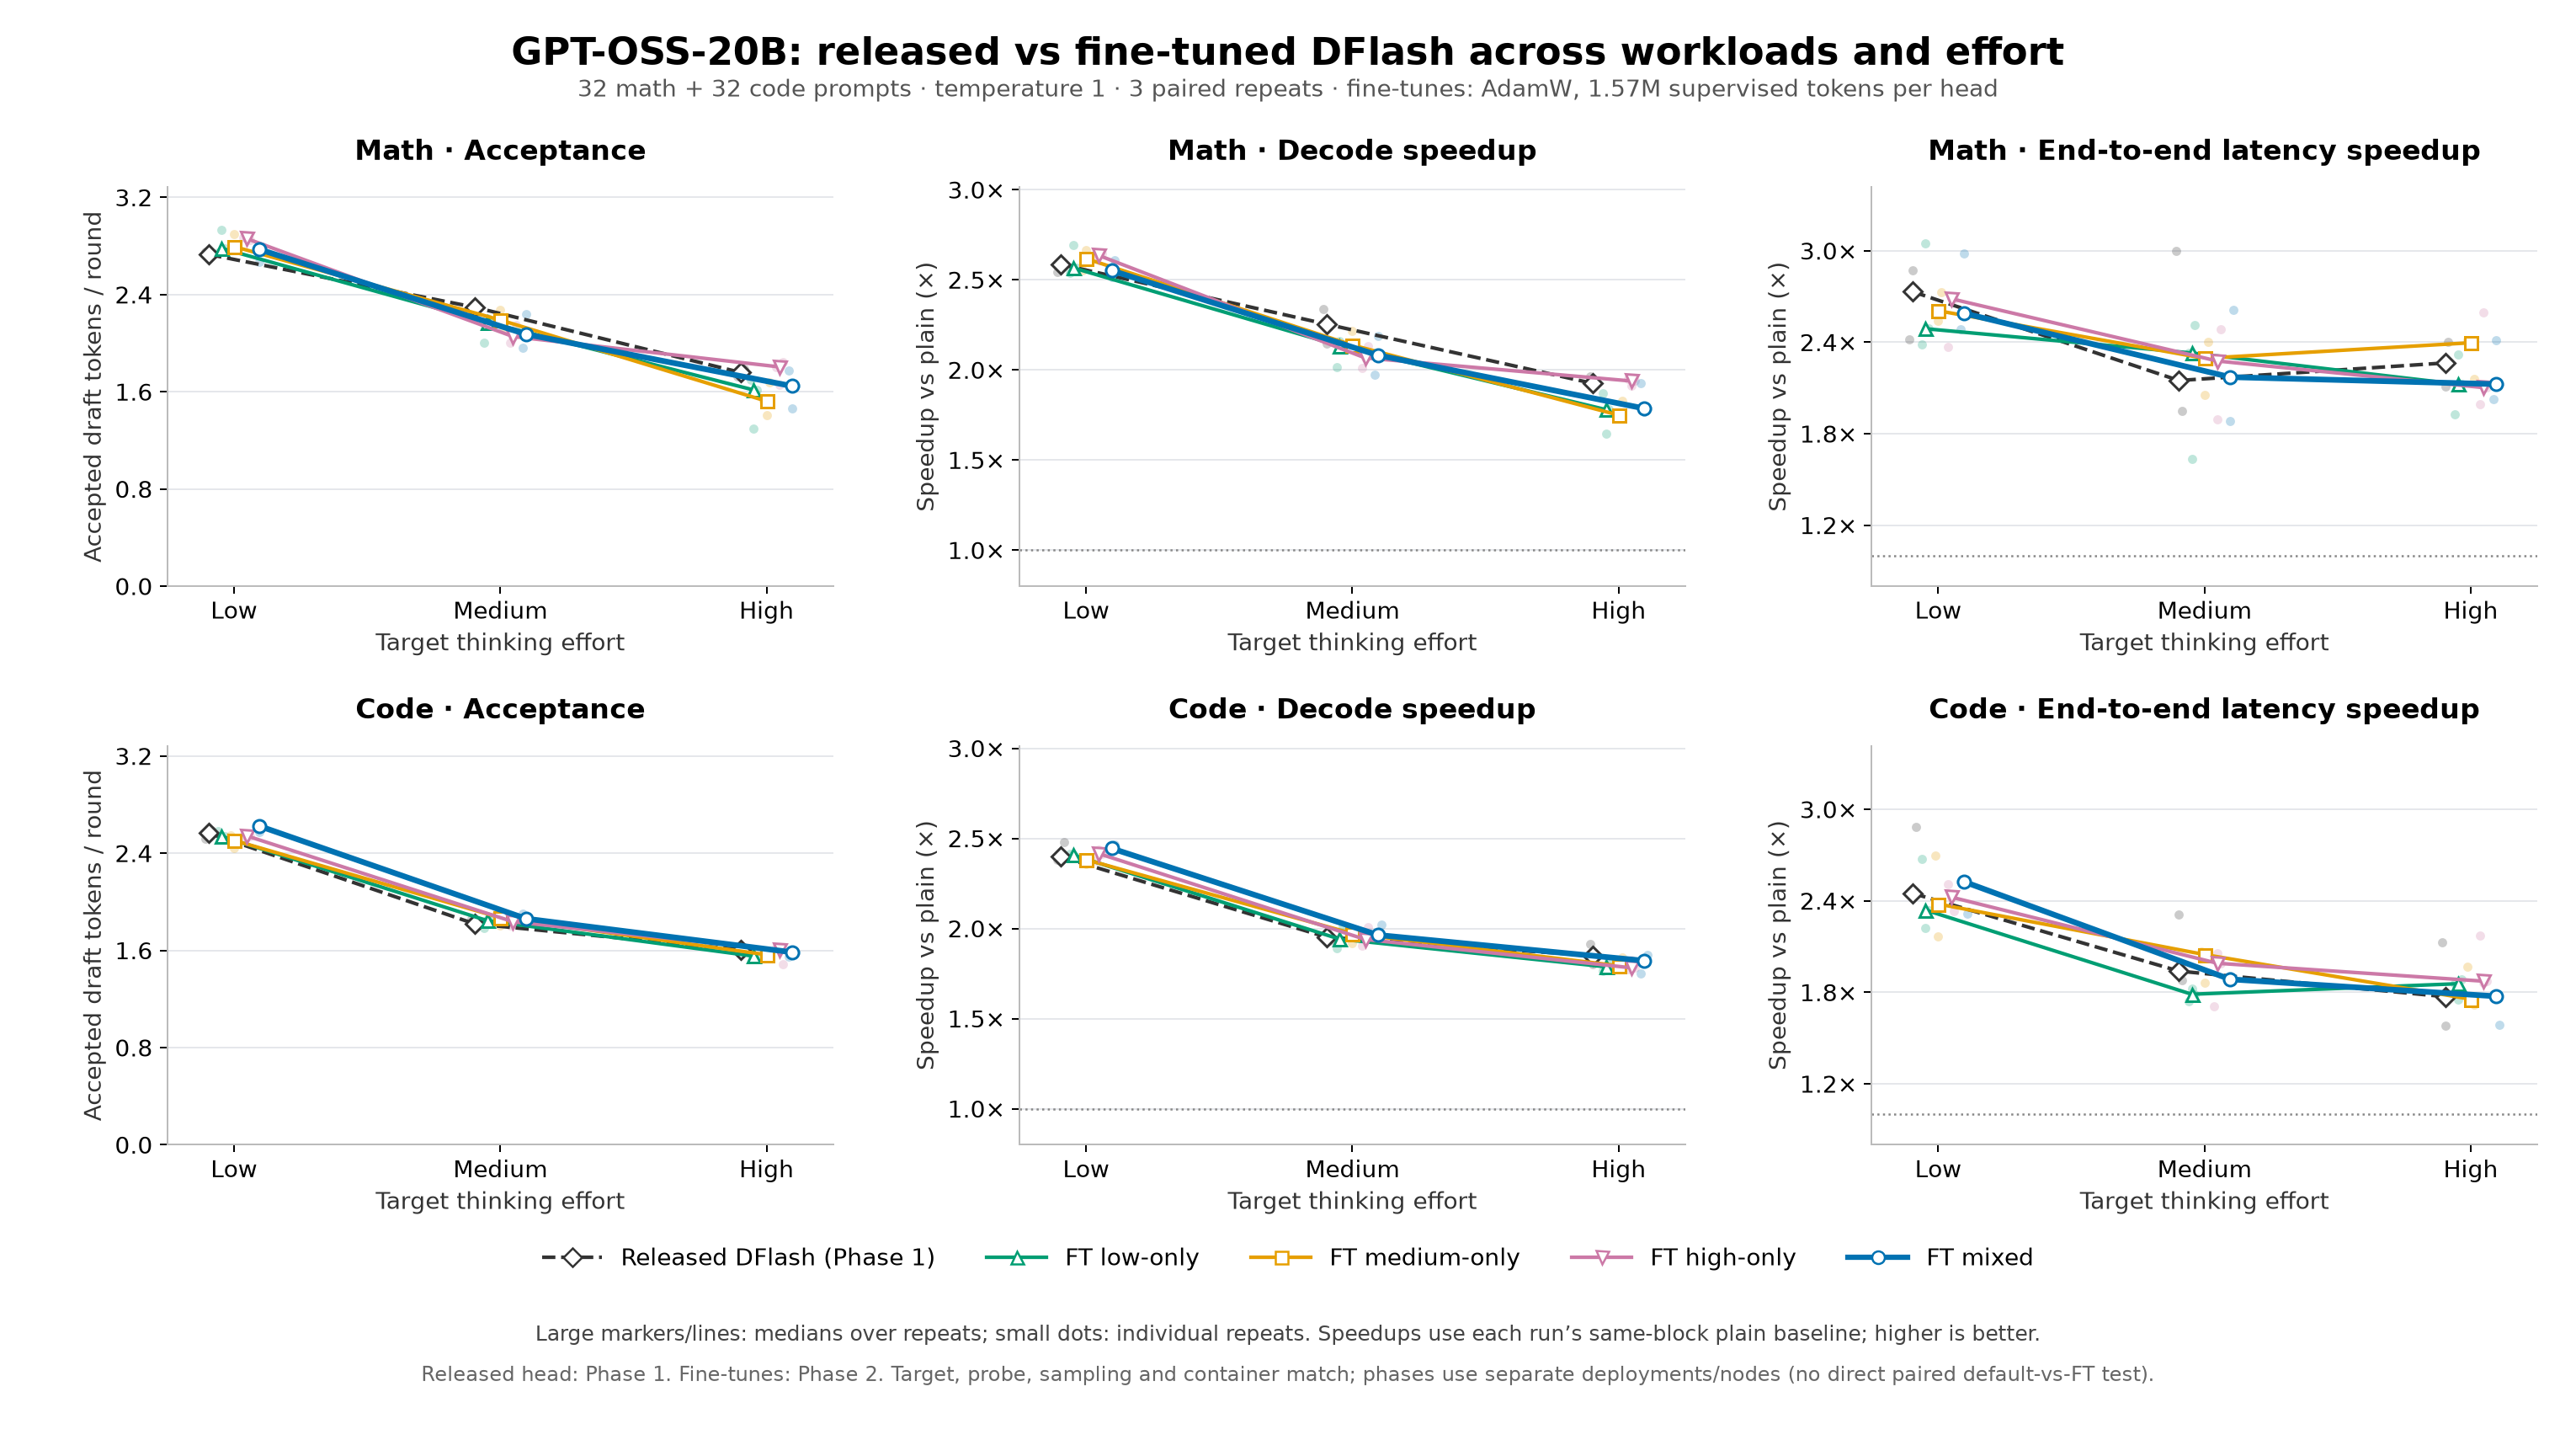 GPT-OSS-20B: released vs fine-tuned DFlash across workloads and effort
32 math + 32 code prompts · temperature 1 · 3 paired repeats · fine-tunes: AdamW, 1.57M supervised tokens per head
Math · Acceptance
Accepted draft tokens / round
3.2
2.4
1.6
0.8
0.0
Low
Medium
High
Target thinking effort
Math · Decode speedup
Speedup vs plain (×)
3.0×
2.5×
2.0×
1.5×
1.0×
Low
Medium
High
Target thinking effort
Math · End-to-end latency speedup
Speedup vs plain (×)
3.0×
2.4×
1.8×
1.2×
Low
Medium
High
Target thinking effort
Code · Acceptance
Accepted draft tokens / round
3.2
2.4
1.6
0.8
0.0
Low
Medium
High
Target thinking effort
Code · Decode speedup
Speedup vs plain (×)
3.0×
2.5×
2.0×
1.5×
1.0×
Low
Medium
High
Target thinking effort
Code · End-to-end latency speedup
Speedup vs plain (×)
3.0×
2.4×
1.8×
1.2×
Low
Medium
High
Target thinking effort
Released DFlash (Phase 1)
FT low-only
FT medium-only
FT high-only
FT mixed
Large markers/lines: medians over repeats; small dots: individual repeats. Speedups use each run’s same-block plain baseline; higher is better.
Released head: Phase 1. Fine-tunes: Phase 2. Target, probe, sampling and container match; phases use separate deployments/nodes (no direct paired default-vs-FT test).